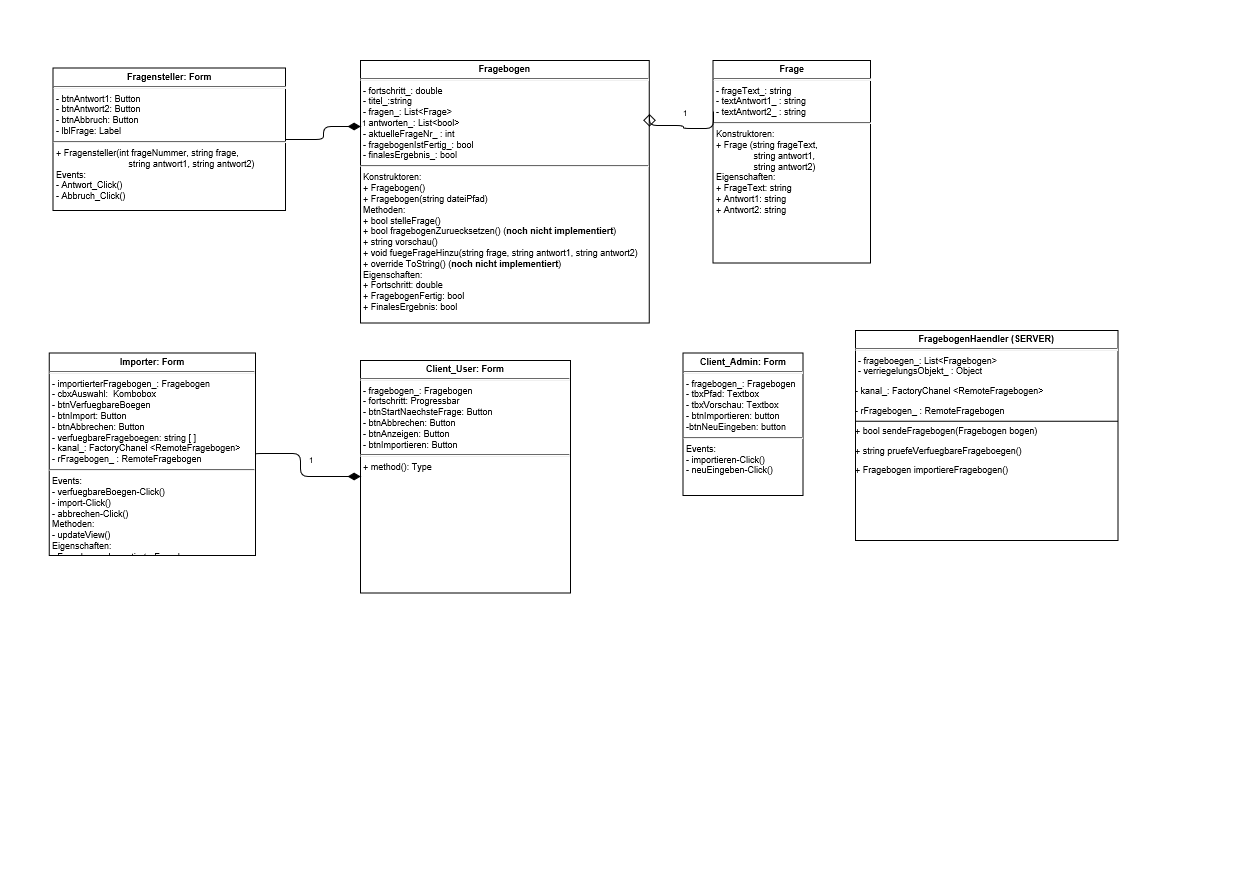 Fragensteller: Form
- btnAntwort1: Button
- btnAntwort2: Button
- btnAbbruch: Button
- lblFrage: Label
+ Fragensteller(int frageNummer, string frage,
string antwort1, string antwort2)
Events:
- Antwort_Click()
- Abbruch_Click()
Fragebogen
- fortschritt_: double
- titel_:string
- fragen_: List<Frage>
1 antworten_: List<bool>
- aktuelleFrageNr_ : int
- fragebogenIstFertig_: bool
- finalesErgebnis_: bool
Konstruktoren:
+ Fragebogen()
+ Fragebogen(string dateiPfad)
Methoden:
+ bool stelleFrage()
+ bool fragebogenZuruecksetzen() (noch nicht implementiert)
+ string vorschau()
+ void fuegeFrageHinzu(string frage, string antwort1, string antwort2)
+ override ToString() (noch nicht implementiert)
Eigenschaften:
+ Fortschritt: double
+ FragebogenFertig: bool
+ FinalesErgebnis: bool
1
Frage
- frageText_: string
- textAntwort1_ : string
- textAntwort2_ : string
Konstruktoren:
+ Frage (string frageText,
string antwort1,
string antwort2)
Eigenschaften:
+ FrageText: string
+ Antwort1: string
+ Antwort2: string
Importer: Form
- importierterFragebogen_: Fragebogen
- cbxAuswahl: Kombobox
- btnVerfuegbareBoegen
- btnImport: Button
- btnAbbrechen: Button
- verfuegbareFrageboegen: string [ ]
- kanal_: FactoryChanel <RemoteFragebogen>
- rFragebogen_ : RemoteFragebogen
Events:
- verfuegbareBoegen-Click()
- import-Click()
- abbrechen-Click()
Methoden:
- updateView()
Eigenschaften:
1
Client_User: Form
- fragebogen_: Fragebogen
- fortschritt: Progressbar
- btnStartNaechsteFrage: Button
- btnAbbrechen: Button
- btnAnzeigen: Button
- btnImportieren: Button
+ method(): Type
Client_Admin: Form
- fragebogen_: Fragebogen
- tbxPfad: Textbox
- tbxVorschau: Textbox
- btnImportieren: button
-btnNeuEingeben: button
Events:
- importieren-Click()
- neuEingeben-Click()
FragebogenHaendler (SERVER)
- frageboegen_: List<Fragebogen>
- verriegelungsObjekt_ : Object
- kanal_: FactoryChanel <RemoteFragebogen>
- rFragebogen_ : RemoteFragebogen
+ bool sendeFragebogen(Fragebogen bogen)
+ string pruefeVerfuegbareFrageboegen()
+ Fragebogen importiereFragebogen()